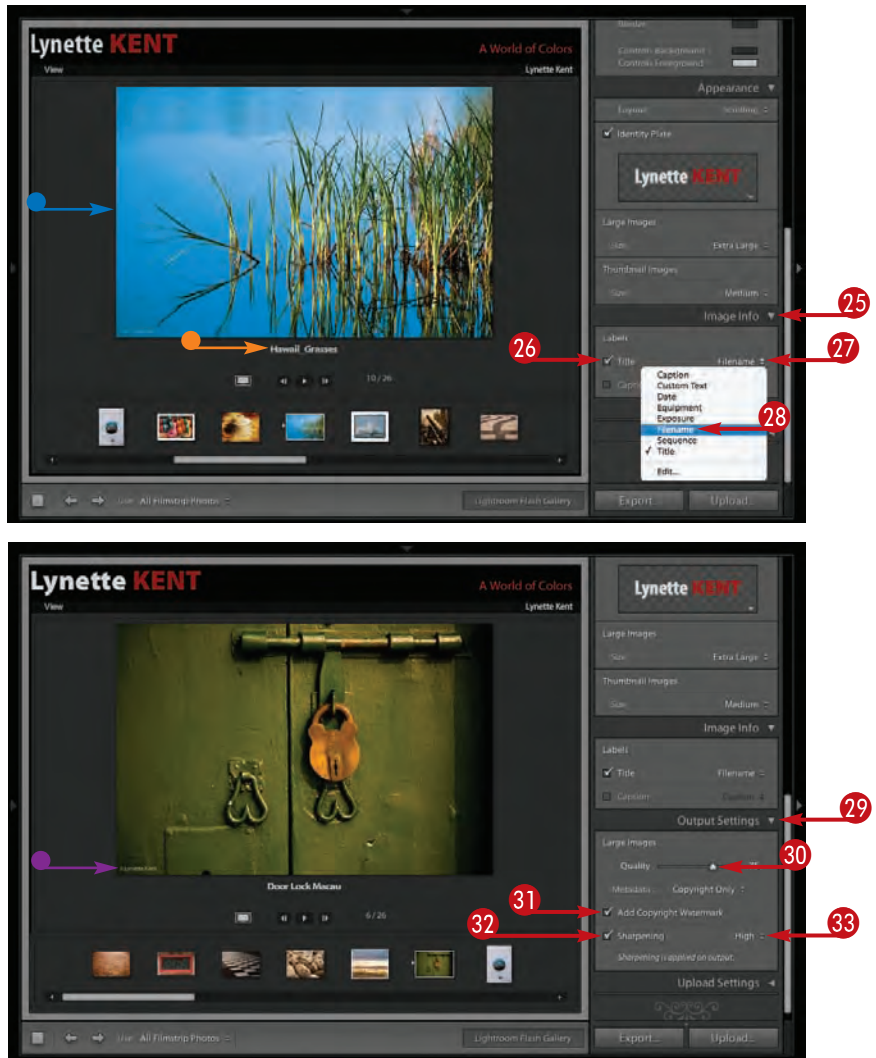 Lynette KENT
A World of Colors
View
Lynette Kent
Hawaii_Grasses
10/26
Use: All Filmstrip Photos
Lightroom Flash Gallery
Border
Controls Background
Controls Foreground
Appearance
Layout Scrolling
Identity Plate
Lynette KENT
Large Images
Size Extra Large
Thumbnail Images
Size Medium
Image Info
Labels
Title Filename
Caption
Custom Text
Date
Equipment
Exposure
Filename
Sequence
Title
Edit...
Export... Upload...
25
26
27
28
Lynette KENT
A World of Colors
View
Lynette Kent
Door Lock Macau
6/26
Use: All Filmstrip Photos
Lightroom Flash Gallery
Lynette KENT
Large Images
Size Extra Large
Thumbnail Images
Size Medium
Image Info
Labels
Title Filename
Caption
Output Settings
Large Images
Quality
Metadata Copyright Only
Add Copyright Watermark
Sharpening High
Sharpening is applied on output.
Upload Settings
Export... Upload...
29
30
31
32
33